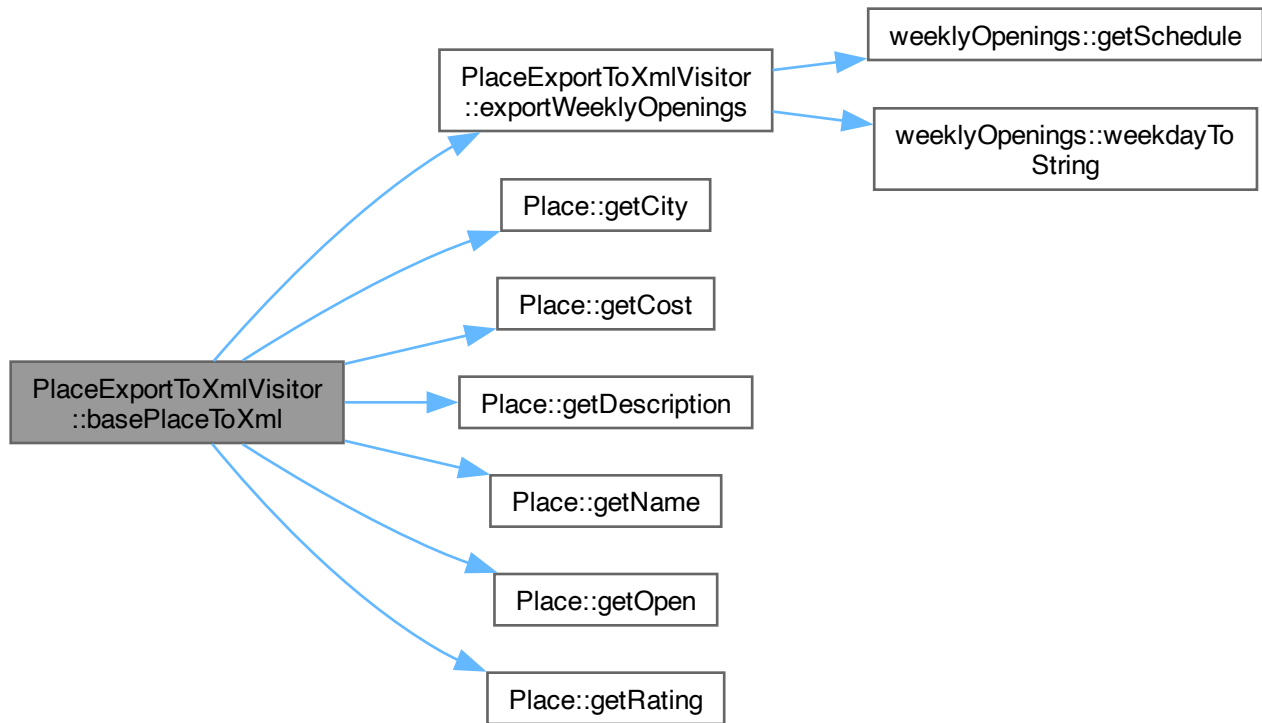 weeklyOpenings::getSchedule
PlaceExportToXmlVisitor
::exportWeeklyOpenings
weeklyOpenings::weekdayTo
String
Place::getCity
Place::getCost
PlaceExportToXmlVisitor
::basePlaceToXml
Place::getDescription
Place::getName
Place::getOpen
Place::getRating